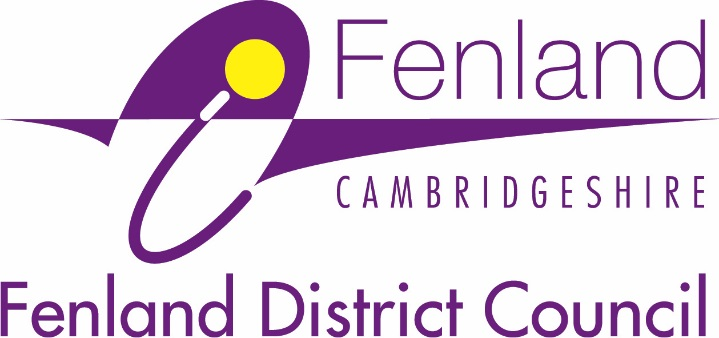 Fenland
CAMBRIDGESHIRE
Fenland District Council